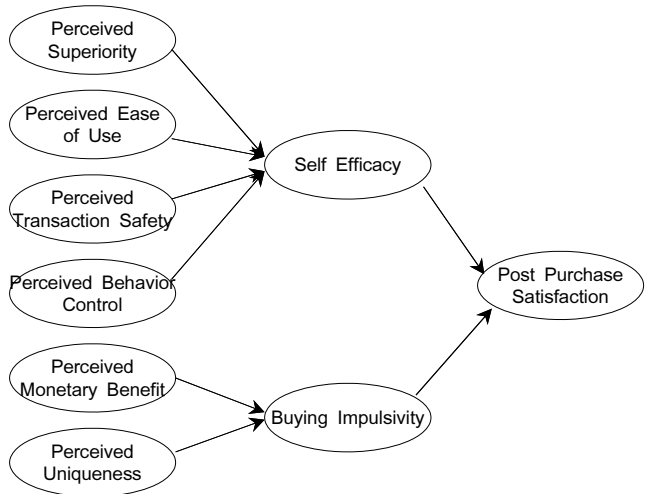 Perceived
Superiority
Perceived Ease
of Use
Perceived
Transaction Safety
Perceived Behavior
Control
Perceived
Monetary Benefit
Perceived
Uniqueness
Self Efficacy
Buying Impulsivity
Post Purchase
Satisfaction